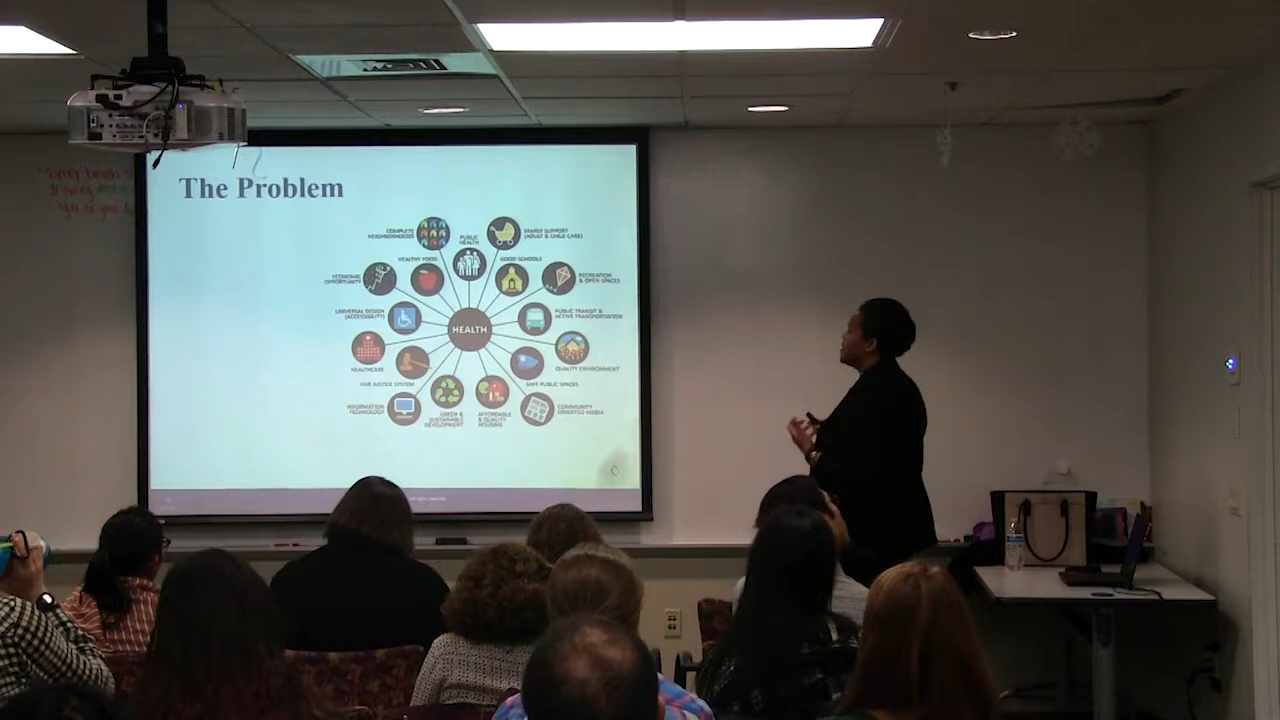 The Problem
COMPLETE
NEIGHBORHOODS
PUBLIC
HEALTH
FAMILY SUPPORT
(ADULT & CHILD CARE)
HEALTHY FOOD
GOOD SCHOOLS
ECONOMIC
OPPORTUNITY
RECREATION
& OPEN SPACES
UNIVERSAL DESIGN
(ACCESSIBILITY)
PUBLIC TRANSIT &
ACTIVE TRANSPORTATION
HEALTH
HEALTHCARE
QUALITY ENVIRONMENT
FAIR JUSTICE SYSTEM
SAFE PUBLIC SPACES
INFORMATION
TECHNOLOGY
GREEN &
SUSTAINABLE
DEVELOPMENT
AFFORDABLE
& QUALITY
HOUSING
COMMUNITY
ORIENTED MEDIA